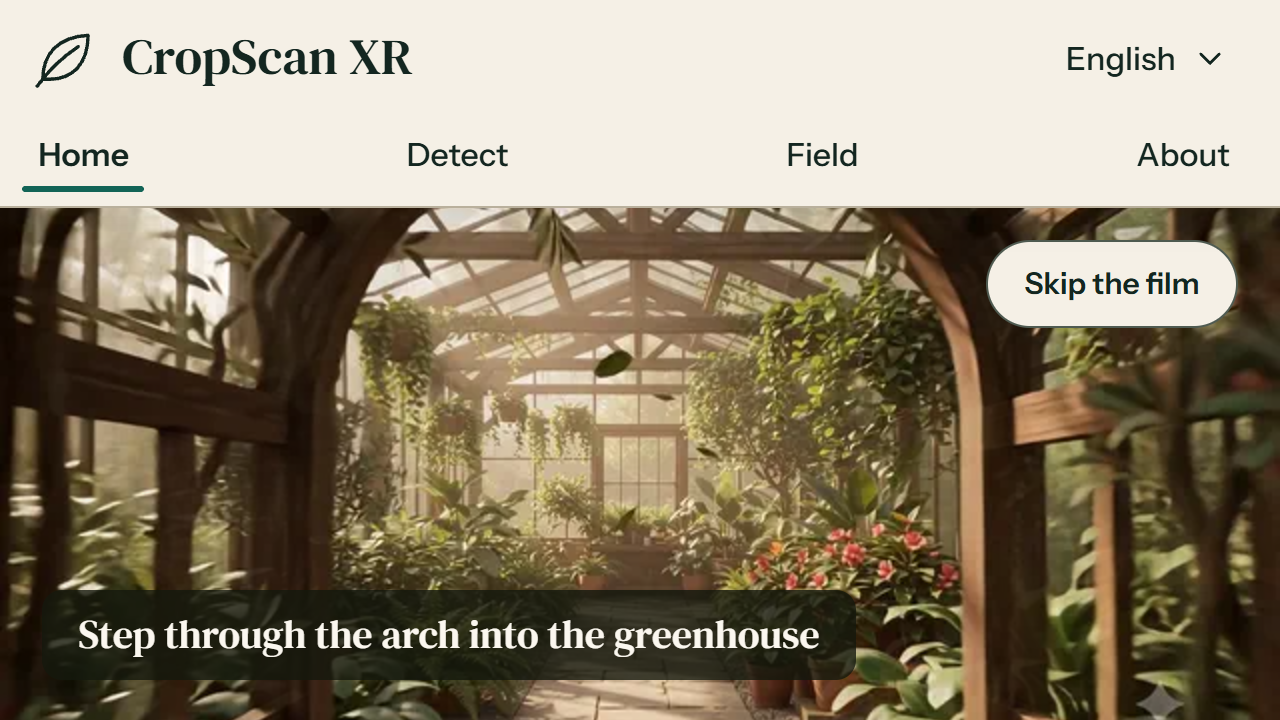 CropScan XR
English
Home
Detect
Field
About
Skip the film
Step through the arch into the greenhouse